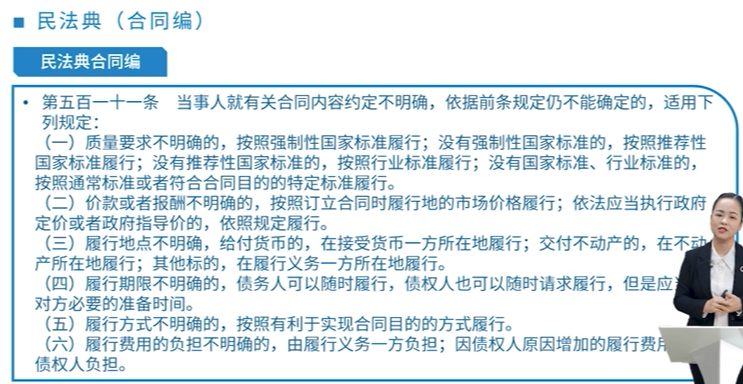 民法典（合同编）
民法典合同编
• 第五百一十一条　当事人就有关合同内容约定不明确，依据前条规定仍不能确定的，适用下
列规定：
（一）质量要求不明确的，按照强制性国家标准履行；没有强制性国家标准的，按照推荐性
国家标准履行；没有推荐性国家标准的，按照行业标准履行；没有国家标准、行业标准的，
按照通常标准或者符合合同目的的特定标准履行。
（二）价款或者报酬不明确的，按照订立合同时履行地的市场价格履行；依法应当执行政府
定价或者政府指导价的，依照规定履行。
（三）履行地点不明确，给付货币的，在接受货币一方所在地履行；交付不动产的，在不动
产所在地履行；其他标的，在履行义务一方所在地履行。
（四）履行期限不明确的，债务人可以随时履行，债权人也可以随时请求履行，但是应
对方必要的准备时间。
（五）履行方式不明确的，按照有利于实现合同目的的方式履行。
（六）履行费用的负担不明确的，由履行义务一方负担；因债权人原因增加的履行费用
债权人负担。